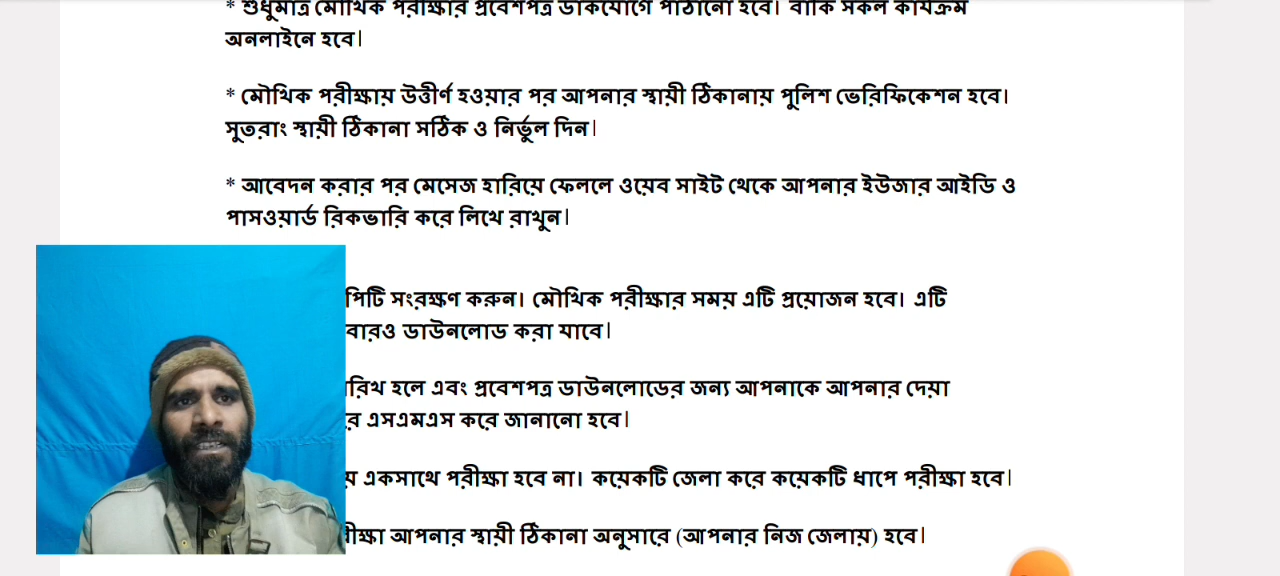 * শুধুমাত্র মৌখিক পরীক্ষার প্রবেশপত্র ডাকযোগে পাঠানো হবে। বাকি সকল কার্যক্রম
অনলাইনে হবে।
* মৌখিক পরীক্ষায় উত্তীর্ণ হওয়ার পর আপনার স্থায়ী ঠিকানায় পুলিশ ভেরিফিকেশন হবে।
সুতরাং স্থায়ী ঠিকানা সঠিক ও নির্ভুল দিন।
* আবেদন করার পর মেসেজ হারিয়ে ফেললে ওয়েব সাইট থেকে আপনার ইউজার আইডি ও
পাসওয়ার্ড রিকভারি করে লিখে রাখুন।
পিটি সংরক্ষণ করুন। মৌখিক পরীক্ষার সময় এটি প্রয়োজন হবে। এটি
বারও ডাউনলোড করা যাবে।
রিখ হলে এবং প্রবেশপত্র ডাউনলোডের জন্য আপনাকে আপনার দেয়া
রে এসএমএস করে জানানো হবে।
য় একসাথে পরীক্ষা হবে না। কয়েকটি জেলা করে কয়েকটি ধাপে পরীক্ষা হবে।
রীক্ষা আপনার স্থায়ী ঠিকানা অনুসারে (আপনার নিজ জেলায়) হবে।